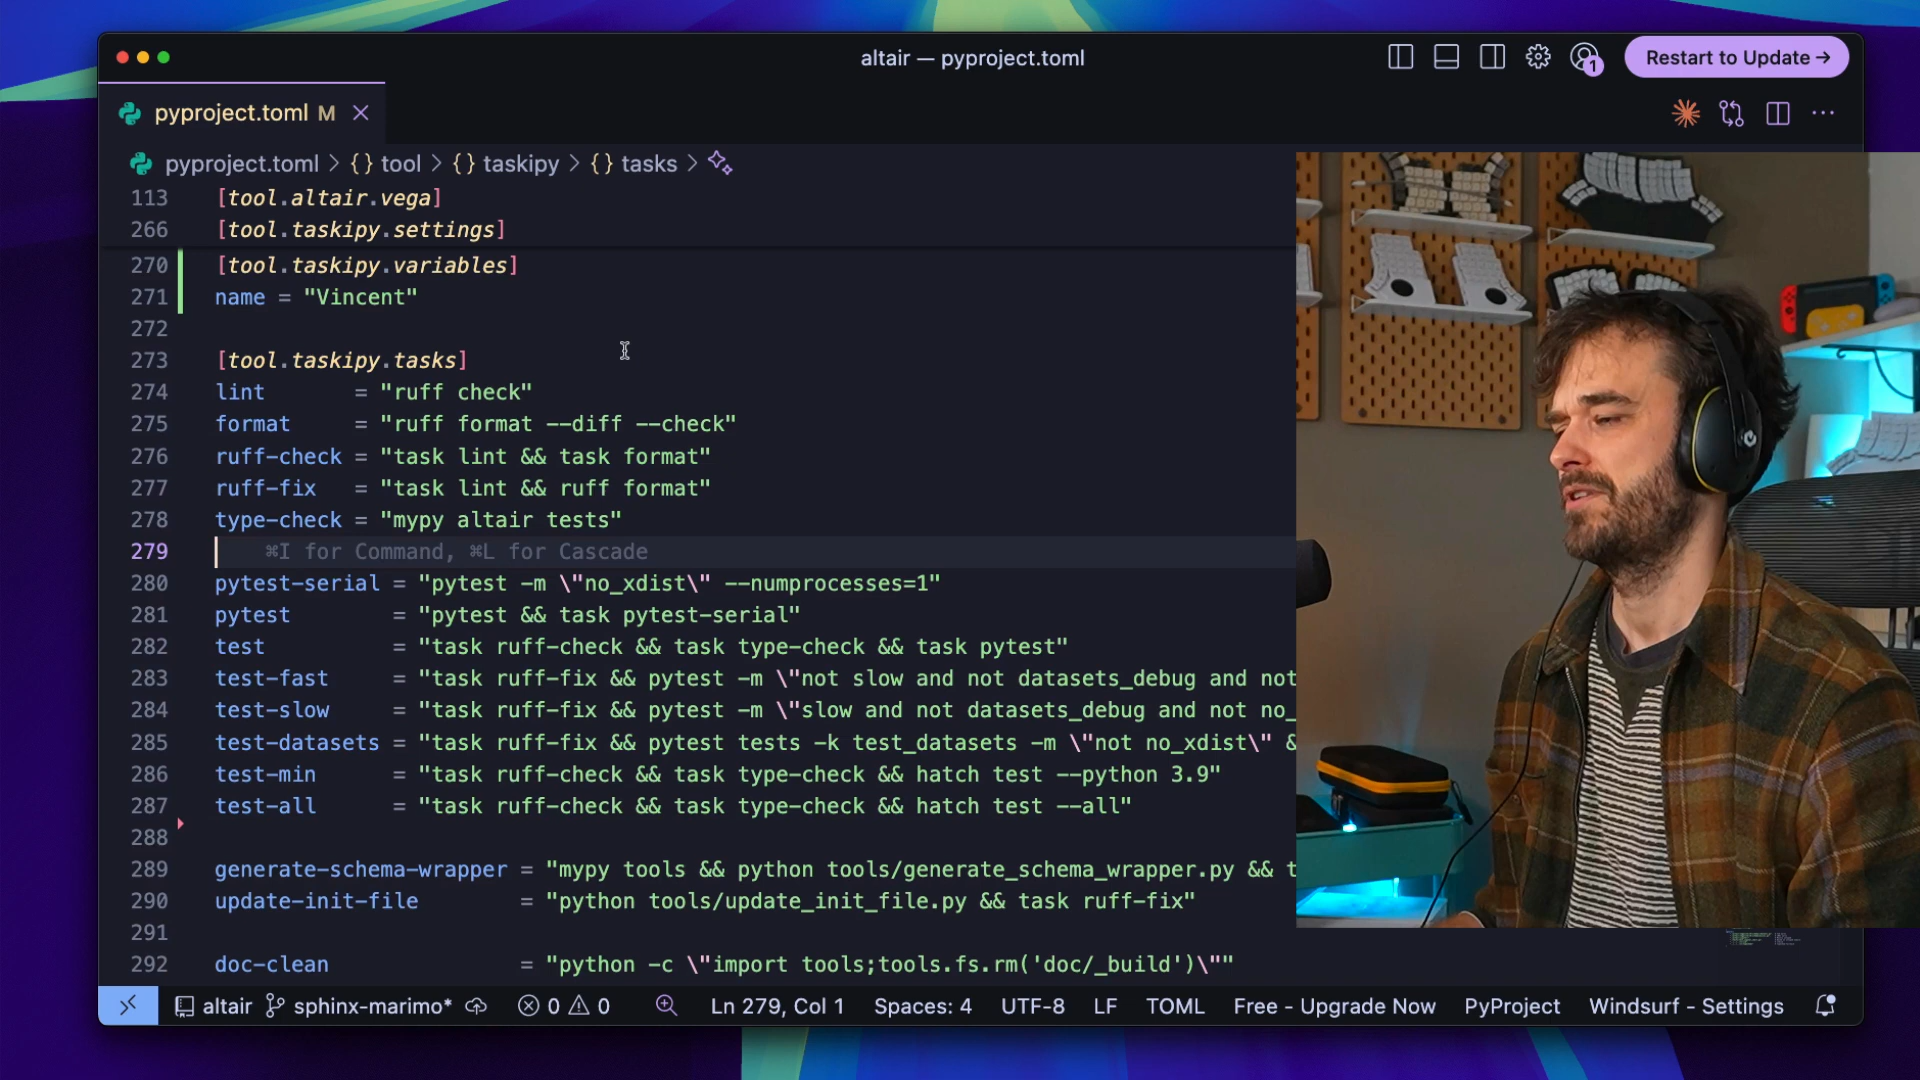 altair — pyproject.toml
1
Restart to Update →
pyproject.toml M
pyproject.toml > {} tool > {} taskipy > {} tasks >
113 [tool.altair.vega]
266 [tool.taskipy.settings]
270 [tool.taskipy.variables]
271 name = "Vincent"
272
273 [tool.taskipy.tasks]
274 lint = "ruff check"
275 format = "ruff format --diff --check"
276 ruff-check = "task lint && task format"
277 ruff-fix = "task lint && ruff format"
278 type-check = "mypy altair tests"
279 ⌘I for Command, ⌘L for Cascade
280 pytest-serial = "pytest -m \"no_xdist\" --numprocesses=1"
281 pytest = "pytest && task pytest-serial"
282 test = "task ruff-check && task type-check && task pytest"
283 test-fast = "task ruff-fix && pytest -m \"not slow and not datasets_debug and not
284 test-slow = "task ruff-fix && pytest -m \"slow and not datasets_debug and not no_
285 test-datasets = "task ruff-fix && pytest tests -k test_datasets -m \"not no_xdist\" &
286 test-min = "task ruff-check && task type-check && hatch test --python 3.9"
287 test-all = "task ruff-check && task type-check && hatch test --all"
288
289 generate-schema-wrapper = "mypy tools && python tools/generate_schema_wrapper.py && t
290 update-init-file = "python tools/update_init_file.py && task ruff-fix"
291
292 doc-clean = "python -c \"import tools;tools.fs.rm('doc/_build')\""
altair sphinx-marimo* 0 0 Ln 279, Col 1 Spaces: 4 UTF-8 LF TOML Free - Upgrade Now PyProject Windsurf - Settings